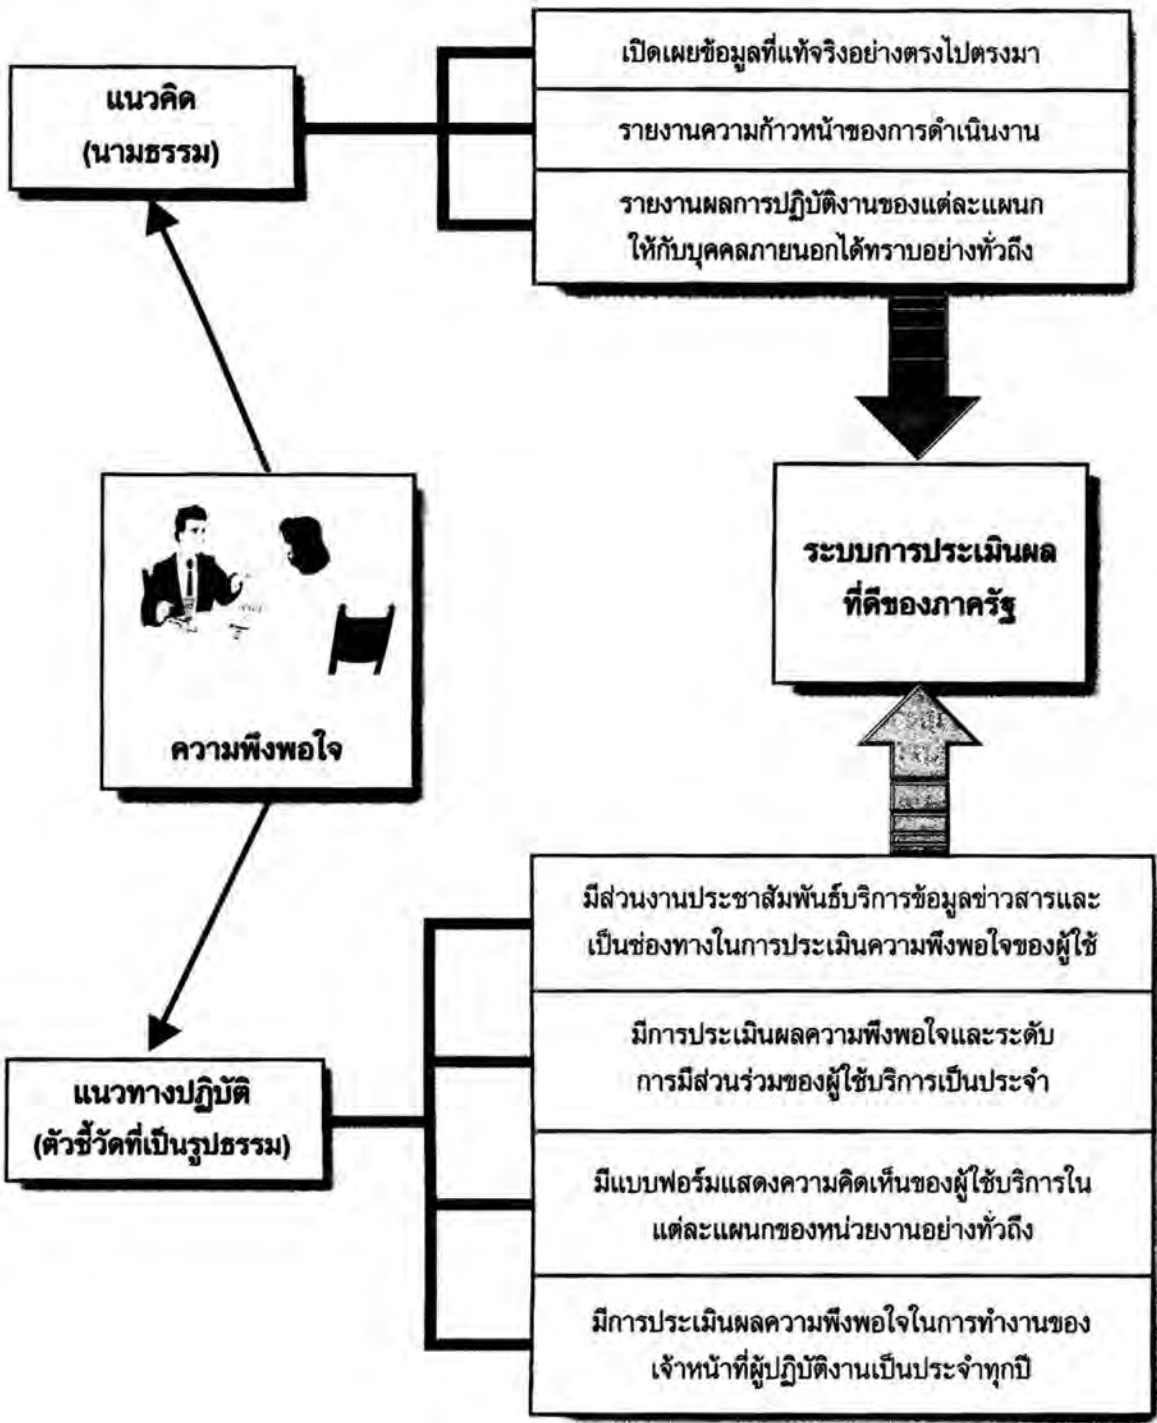 แนวคิด
(นามธรรม)
เปิดเผยข้อมูลที่แท้จริงอย่างตรงไปตรงมา
รายงานความก้าวหน้าของการดำเนินงาน
รายงานผลการปฏิบัติงานของแต่ละแผนก
ให้กับบุคคลภายนอกได้ทราบอย่างทั่วถึง
ระบบการประเมินผล
ที่ดีของภาครัฐ
ความพึงพอใจ
แนวทางปฏิบัติ
(ตัวชี้วัดที่เป็นรูปธรรม)
มีส่วนงานประชาสัมพันธ์บริการข้อมูลข่าวสารและ
เป็นช่องทางในการประเมินความพึงพอใจของผู้ใช้
มีการประเมินผลความพึงพอใจและระดับ
การมีส่วนร่วมของผู้ใช้บริการเป็นประจำ
มีแบบฟอร์มแสดงความคิดเห็นของผู้ใช้บริการใน
แต่ละแผนกของหน่วยงานอย่างทั่วถึง
มีการประเมินผลความพึงพอใจในการทำงานของ
เจ้าหน้าที่ผู้ปฏิบัติงานเป็นประจำทุกปี